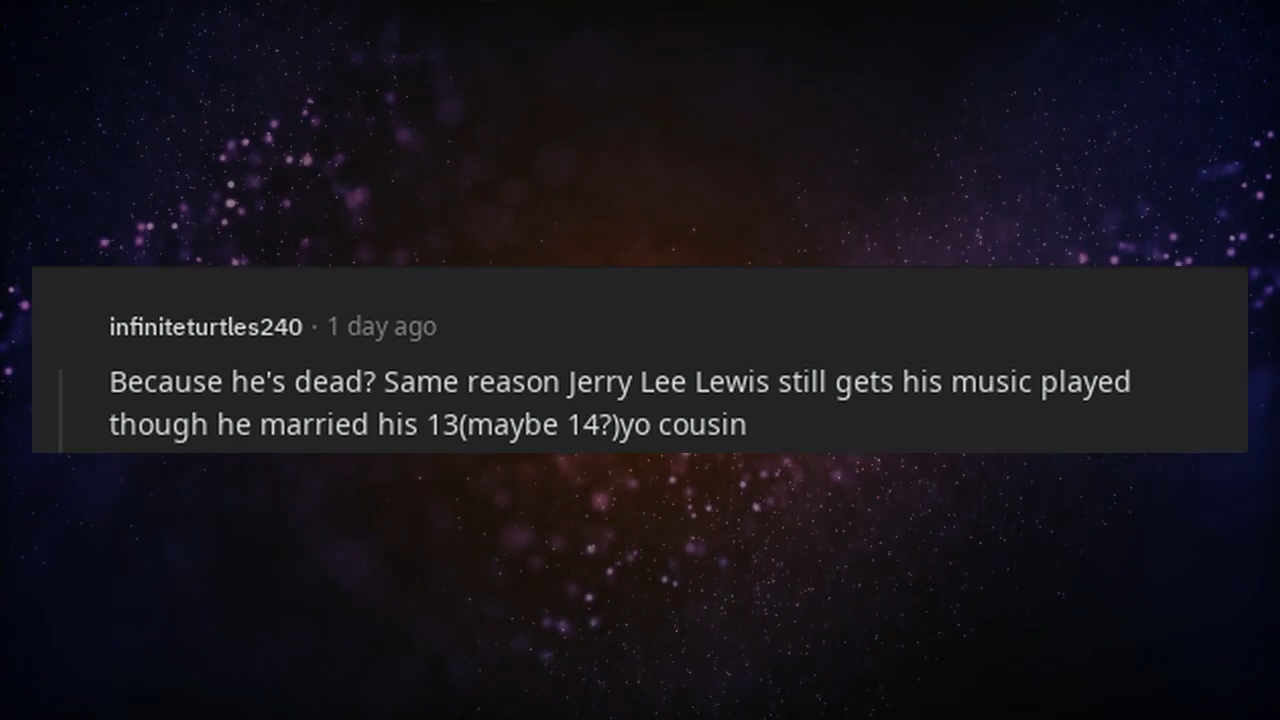 infiniteturtles240 · 1 day ago
Because he's dead? Same reason Jerry Lee Lewis still gets his music played
though he married his 13(maybe 14?)yo cousin